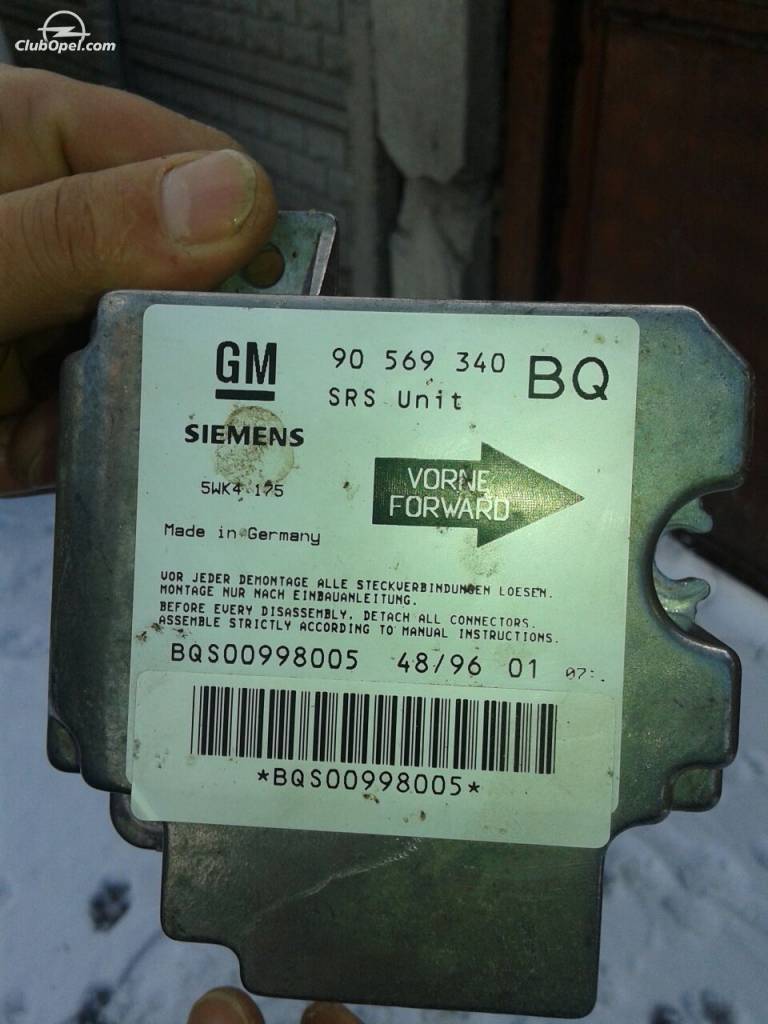 ClubOpel.com
GM 90 569 340 BQ
SRS Unit
SIEMENS
5WK4 175
VORNE
FORWARD
Made in Germany
VOR JEDER DEMONTAGE ALLE STECKVERBINDUNGEN LOESEN.
MONTAGE NUR NACH EINBAUANLEITUNG.
BEFORE EVERY DISASSEMBLY, DETACH ALL CONNECTORS.
ASSEMBLE STRICTLY ACCORDING TO MANUAL INSTRUCTIONS.
BQS00998005 48/96 01
*BQS00998005*